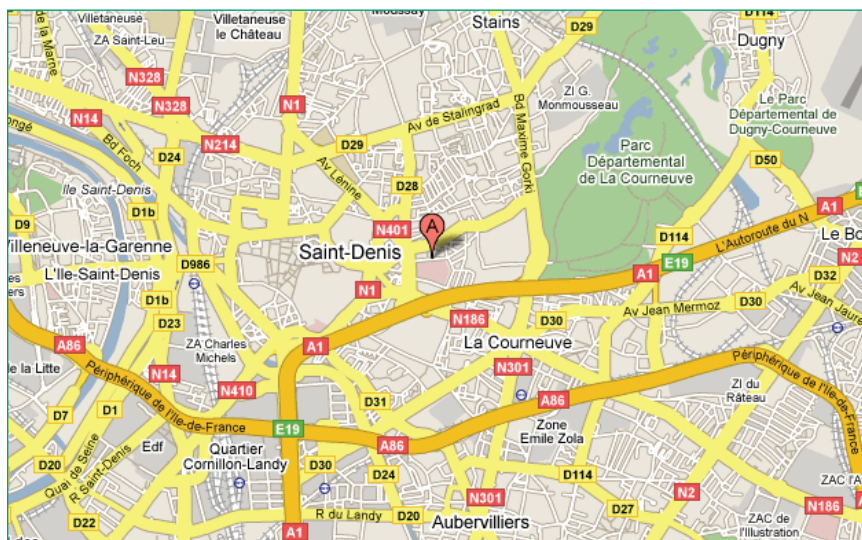 Villetaneuse
Villetaneuse
le Château
Moussay
Stains
D29
D114
Dugny
de la Marne
ZA Saint-Leu
N328
N328
N1
ZI G.
Monmousseau
Le Parc
Départemental de
Dugny-Courneuve
N14
Bd Foch
N214
D24
D29
Av de Stalingrad
Bd Maxime Gorki
Parc
Départemental
de La Courneuve
D50
Av Lénine
D28
Ile Saint-Denis
D1b
D9
N401
A
A1
L'Autoroute du N
D114
Villeneuve-la-Garenne
Saint-Denis
E19
Le Bo
N2
L'Ile-Saint-Denis
D986
A1
D32
N1
D1b
D23
N186
D30
Av Jean Mermoz
D30
Av Jean Jaure
A86
ZA Charles
Michels
A1
La Courneuve
de la Litte
N14
N410
N301
Périphérique de l'Ile-de-France
Périphérique de l'Ile-de-France
D31
A86
ZI du
Râteau
D7
D1
E19
A86
Zone
Emile Zola
Edf
Quartier
Cornillon-Landy
D20
Quai de Seine
R Saint-Denis
D30
D24
D114
N301
N2
ZAC l'A
D22
A1
R du Landy
D20
Aubervilliers
D27
ZAC de
l'Illustration
N186
A